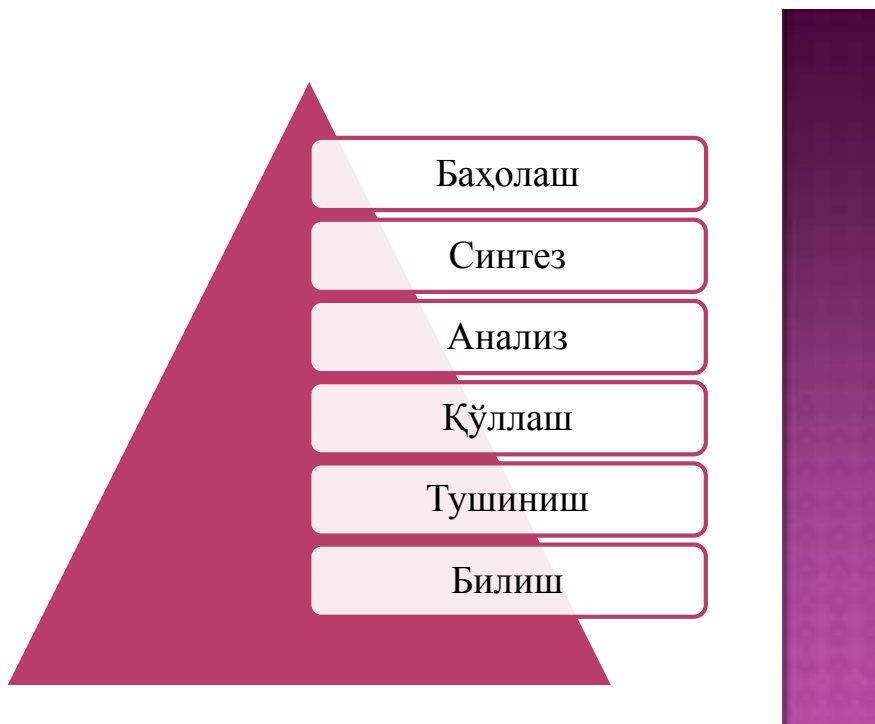 Баҳолаш
Синтез
Анализ
Қўллаш
Тушиниш
Билиш